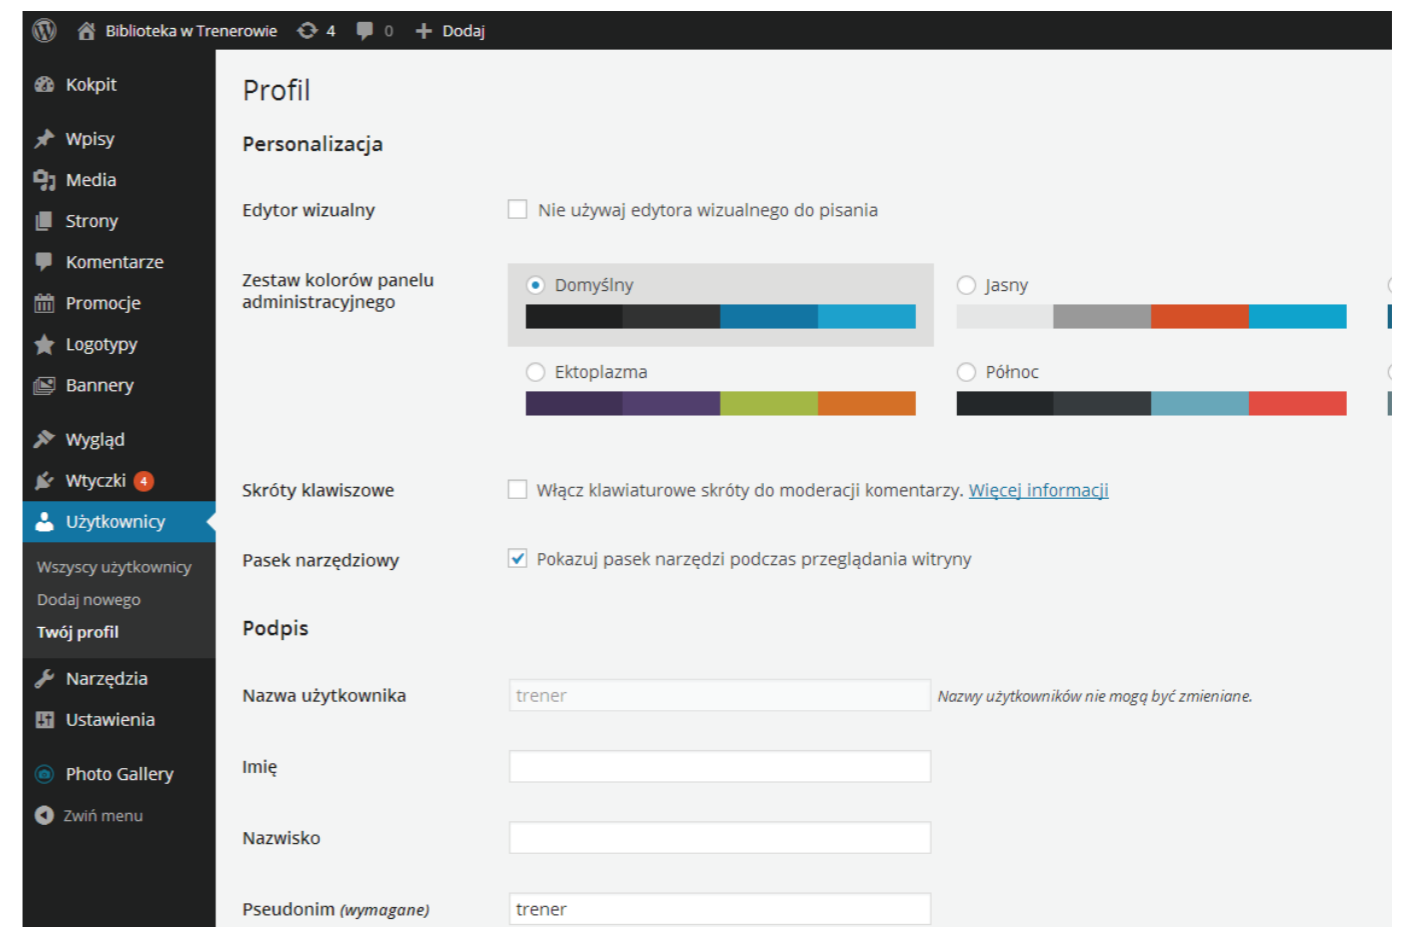 Biblioteka w Trenerowie 4 0 + Dodaj
Kokpit
Wpisy
Media
Strony
Komentarze
Promocje
Logotypy
Bannery
Wygląd
Wtyczki 4
Użytkownicy
Wszyscy użytkownicy
Dodaj nowego
Twój profil
Narzędzia
Ustawienia
Photo Gallery
Zwiń menu
Profil
Personalizacja
Edytor wizualny Nie używaj edytora wizualnego do pisania
Zestaw kolorów panelu
administracyjnego
Domyślny Jasny
Ektoplazma Północ
Skróty klawiszowe Włącz klawiaturowe skróty do moderacji komentarzy. Więcej informacji
Pasek narzędziowy Pokazuj pasek narzędzi podczas przeglądania witryny
Podpis
Nazwa użytkownika trener Nazwy użytkowników nie mogą być zmieniane.
Imię
Nazwisko
Pseudonim (wymagane) trener